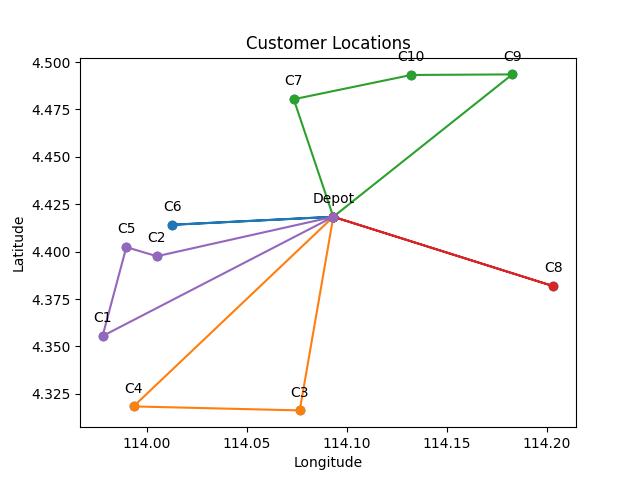 Customer Locations
C10
C9
C7
Depot
C6
C5
C2
C8
C1
C4
C3
4.500
4.475
4.450
4.425
4.400
4.375
4.350
4.325
Latitude
114.00 114.05 114.10 114.15 114.20
Longitude